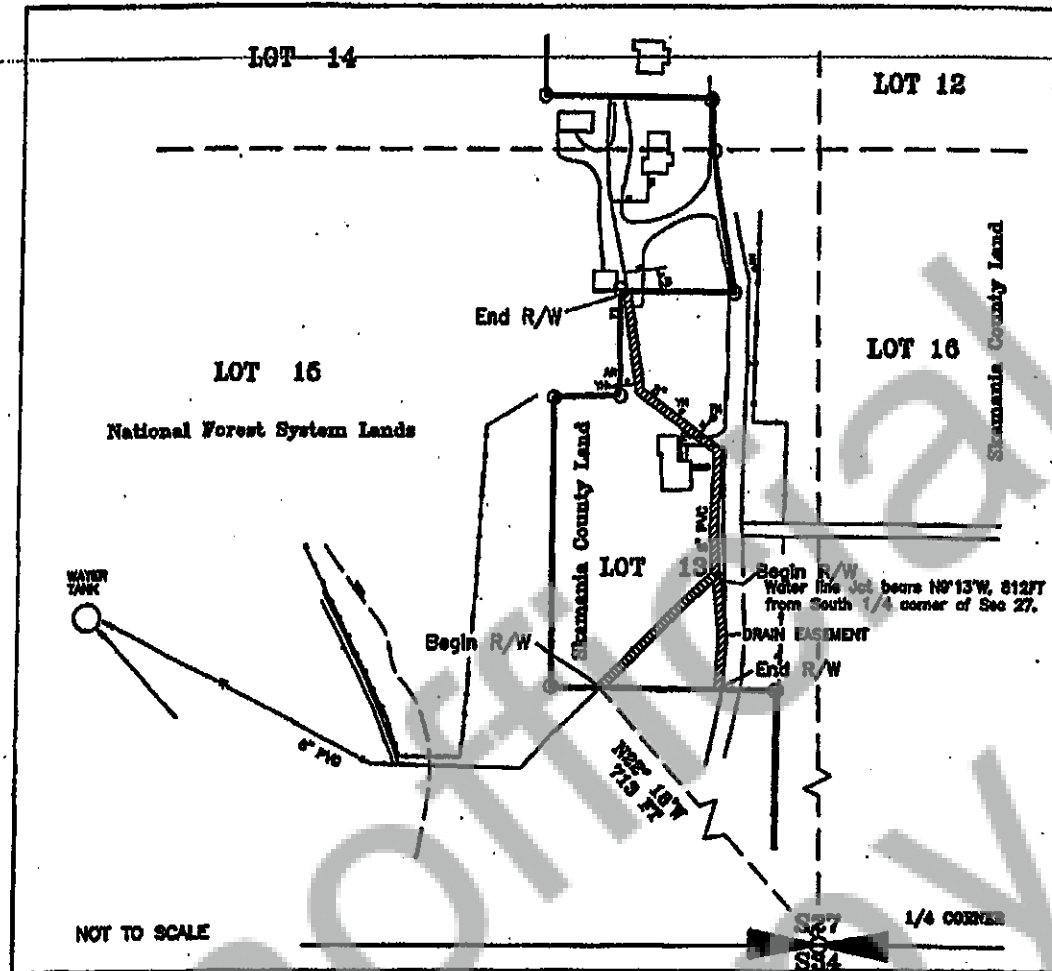 LOT 14
LOT 12
Skamania County Land
End R/W
LOT 15
LOT 16
National Forest System Lands
8"
Skamania County Land
6" PVC
LOT 13
Begin R/W
Water line Jct bears N9°13'W, 612FT
from South 1/4 corner of Sec 27.
WATER
TANK
DRAIN EASEMENT
Begin R/W
End R/W
6" PVC
N22° 18'W
713 FT
NOT TO SCALE
1/4 CORNER
S27
S34